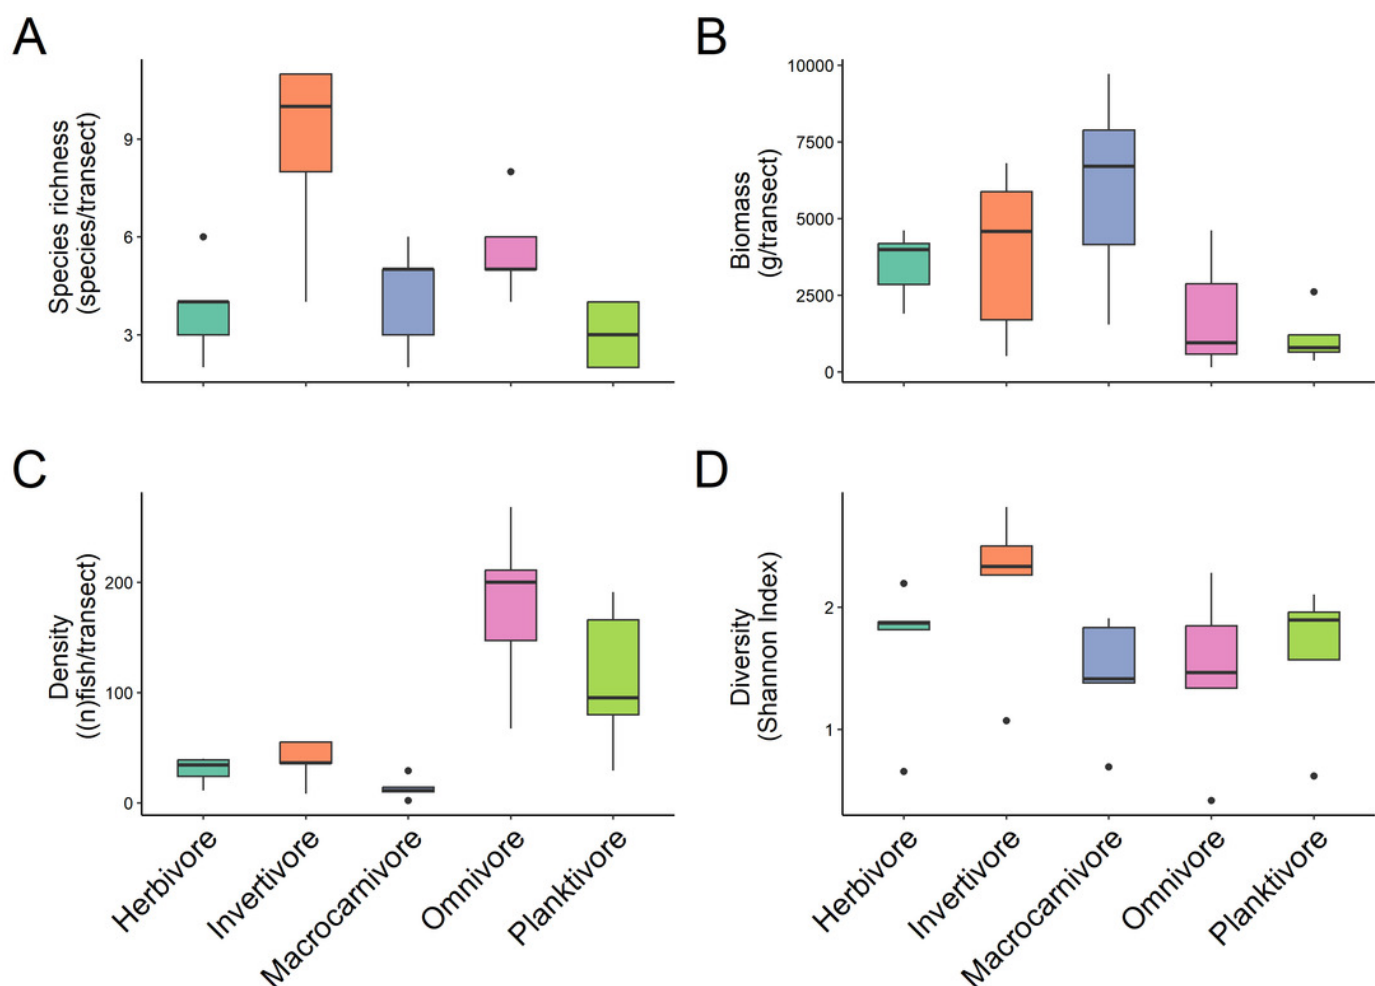 A
Species richness
(species/transect)
9
6
3
B
Biomass
(g/transect)
10000
7500
5000
2500
0
C
Density
((n)fish/transect)
200
100
0
Herbivore
Invertivore
Macrocarnivore
Omnivore
Planktivore
D
Diversity
(Shannon Index)
2
1
Herbivore
Invertivore
Macrocarnivore
Omnivore
Planktivore